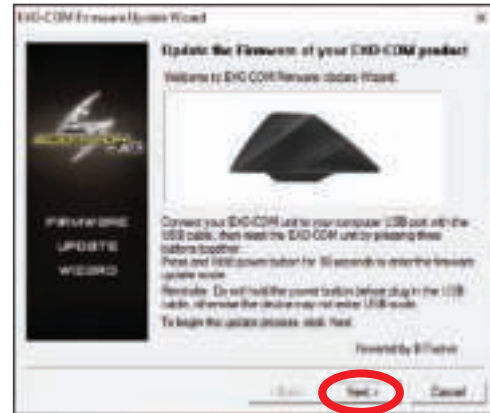 EXO-COM Firmware Update Wizard
Update the Firmware of your EXO-COM product
Welcome to EXO-COM Firmware Update Wizard.
FIRMWARE
UPDATE
WIZARD
Connect your EXO-COM unit to your computer USB port with the
USB cable, then reset the EXO-COM unit by pressing three
buttons together.
Press and Hold power button for 10 seconds to enter the firmware
update mode.
Reminder: Do not hold the power button before plug in the USB
cable, otherwise the device may not enter USB mode.
To begin the update process, click Next.
Powered by
Next >
Cancel